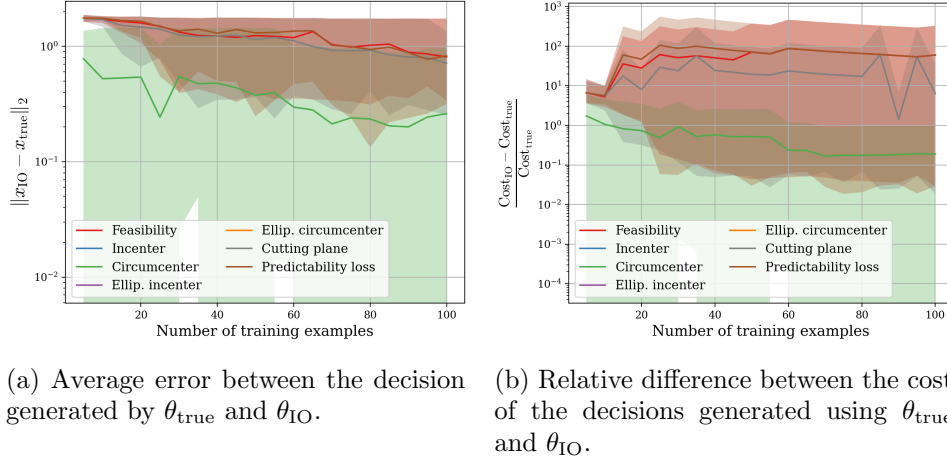 10^0
10^{-1}
10^{-2}
20
40
60
80
100
Number of training examples
||x_IO − x_true||_2
Feasibility
Incenter
Circumcenter
Ellip. incenter
Ellip. circumcenter
Cutting plane
Predictability loss
10^3
10^2
10^1
10^0
10^{-1}
10^{-2}
10^{-3}
10^{-4}
20
40
60
80
100
Number of training examples
Cost_IO − Cost_true
Cost_true
Feasibility
Incenter
Circumcenter
Ellip. incenter
Ellip. circumcenter
Cutting plane
Predictability loss
(a) Average error between the decision
generated by θ_true and θ_IO.
(b) Relative difference between the cost
of the decisions generated using θ_true
and θ_IO.